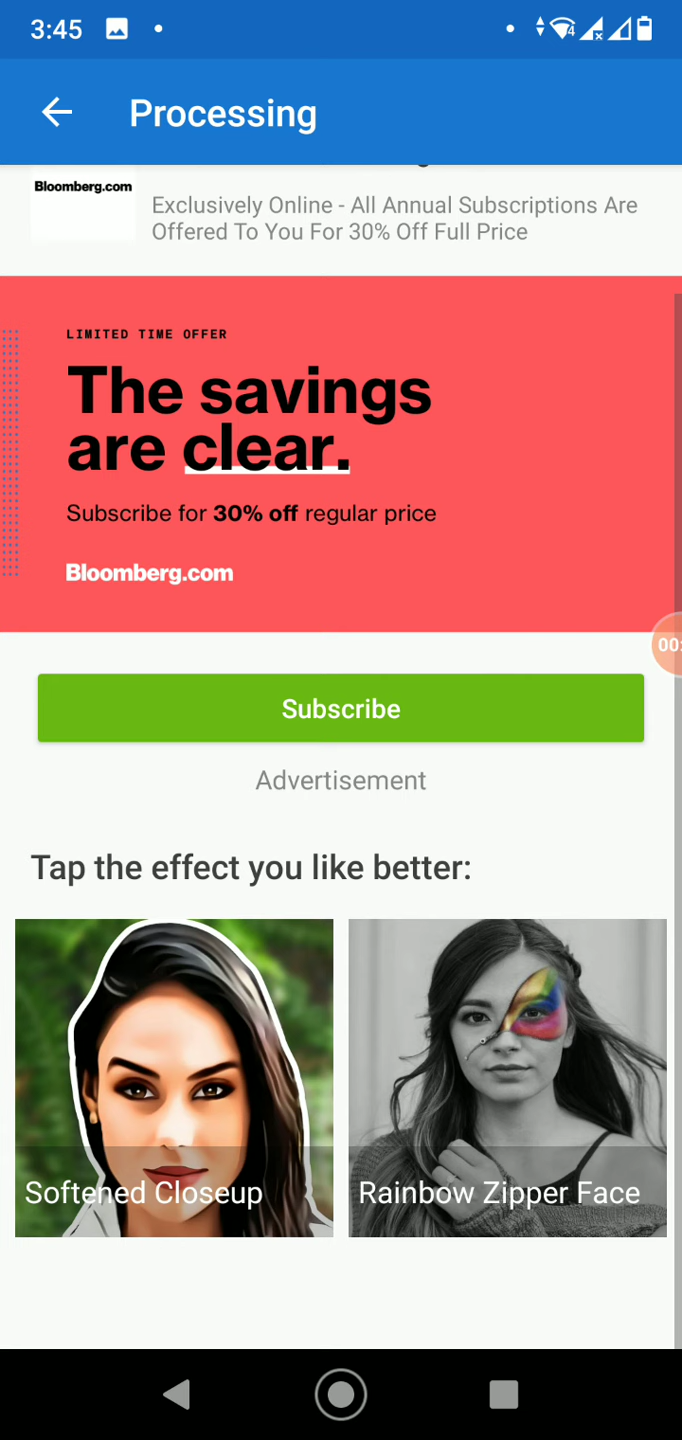 3:45
4
Processing
Bloomberg.com
Exclusively Online - All Annual Subscriptions Are
Offered To You For 30% Off Full Price
LIMITED TIME OFFER
The savings
are clear.
Subscribe for 30% off regular price
Bloomberg.com
00:
Subscribe
Advertisement
Tap the effect you like better:
Softened Closeup
Rainbow Zipper Face